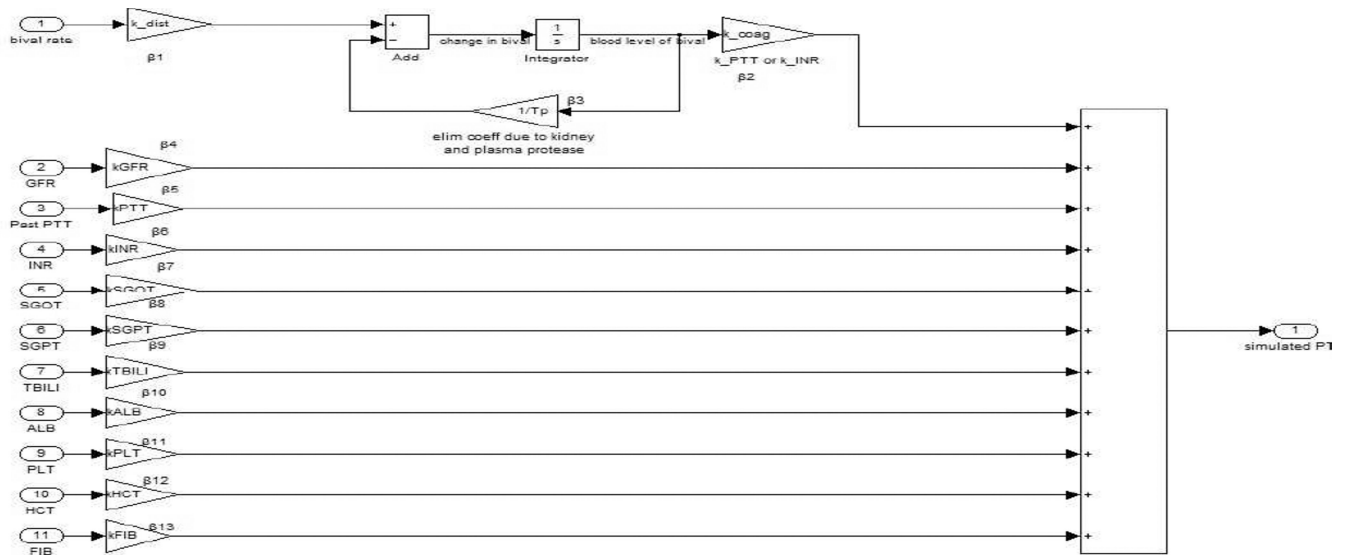 1
bival rate
k_dist
β1
+
−
Add
change in bival
1
s
Integrator
blood level of bival
k_coag
k_PTT or k_INR
β2
1/Tp
β3
elim coeff due to kidney
and plasma protease
+
2
GFR
kGFR
β4
+
3
Past PTT
kPTT
β5
+
4
INR
kINR
β6
+
5
SGOT
kSGOT
β7
+
6
SGPT
kSGPT
β8
+
7
TBILI
kTBILI
β9
+
8
ALB
kALB
β10
+
9
PLT
kPLT
β11
+
10
HCT
kHCT
β12
+
11
FIB
kFIB
β13
+
1
simulated PT